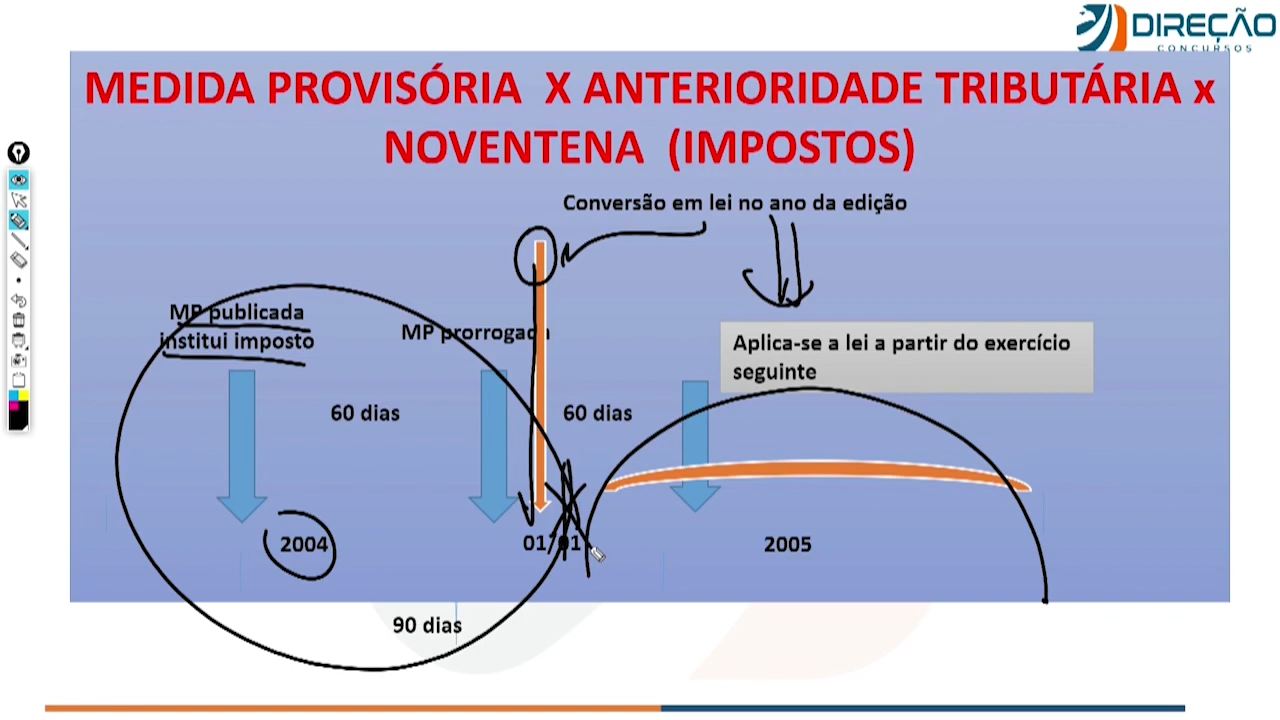 DIREÇÃO
CONCURSOS
MEDIDA PROVISÓRIA X ANTERIORIDADE TRIBUTÁRIA x
NOVENTENA (IMPOSTOS)
Conversão em lei no ano da edição
MP publicada
institui imposto
MP prorrogada
Aplica-se a lei a partir do exercício
seguinte
60 dias
60 dias
2004
01/01
2005
90 dias